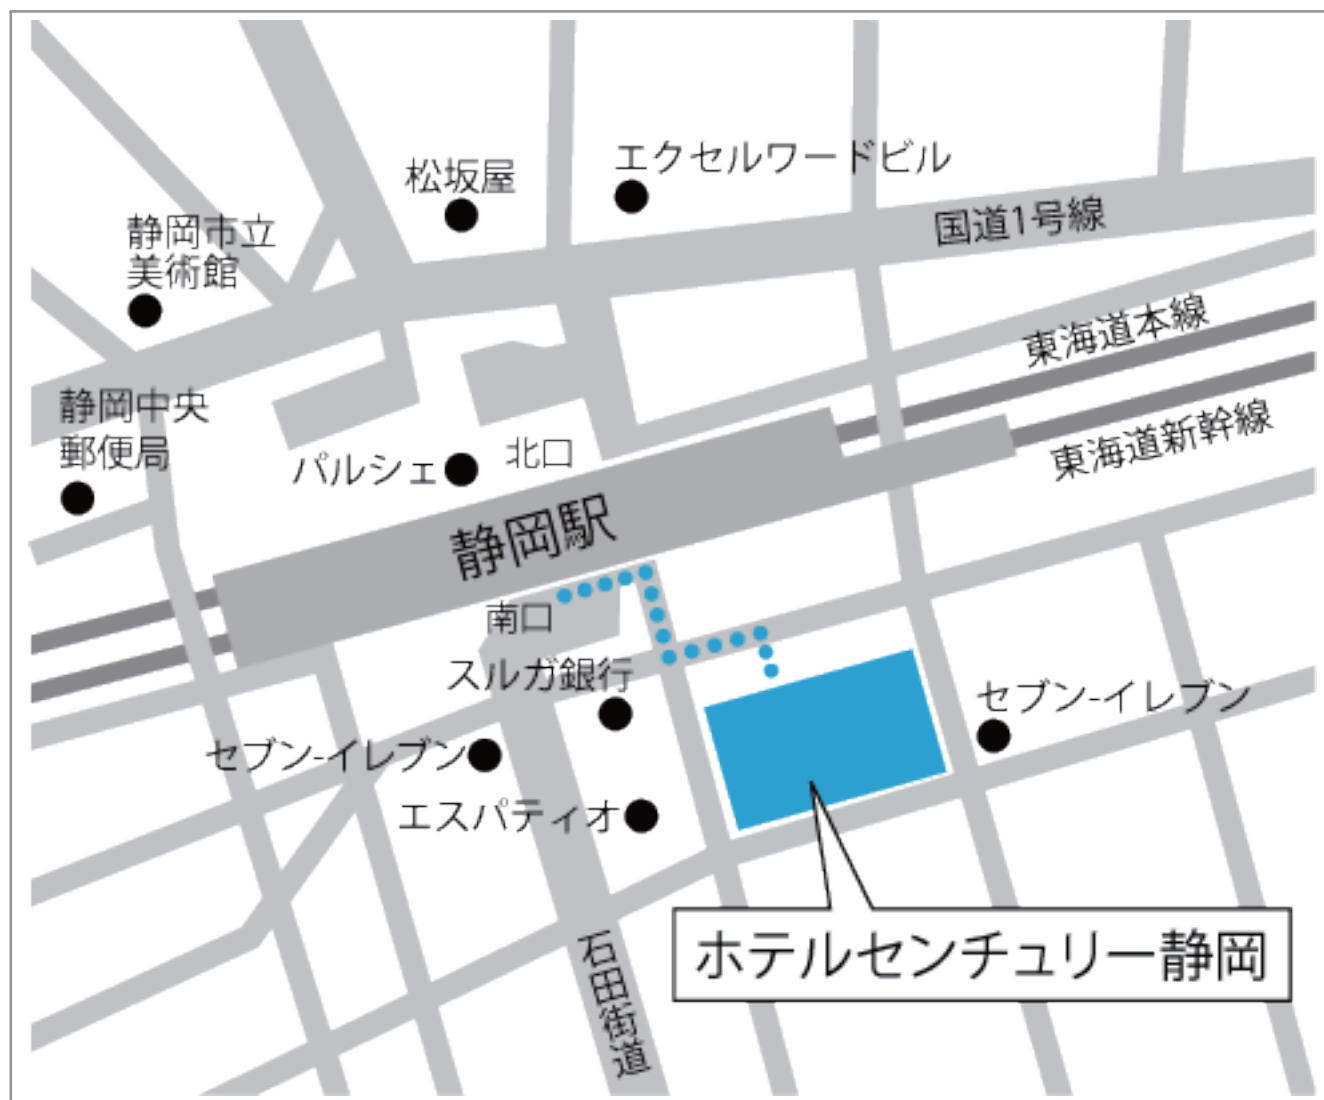 エクセルワードビル
松坂屋
国道1号線
静岡市立
美術館
東海道本線
静岡中央
郵便局
東海道新幹線
北口
パルシェ
静岡駅
南口
スルガ銀行
セブン-イレブン
セブン-イレブン
エスパティオ
ホテルセンチュリー静岡
石田街道